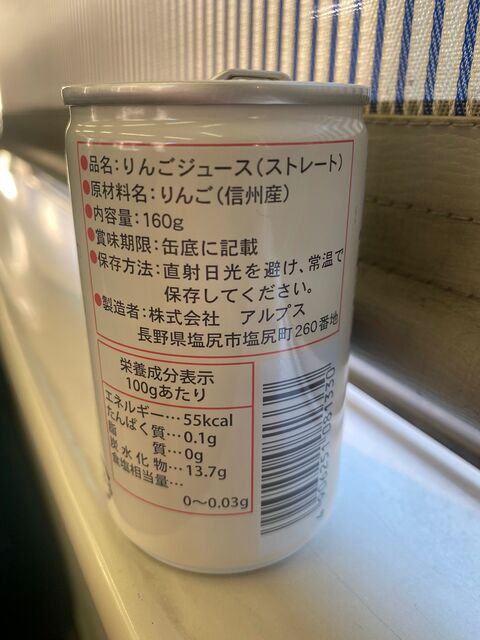 ●品名：りんごジュース（ストレート）
●原材料名：りんご（信州産）
●内容量：160g
●賞味期限：缶底に記載
●保存方法：直射日光を避け、常温で
保存してください。
●製造者：株式会社 アルプス
長野県塩尻市塩尻町260番地
栄養成分表示
100gあたり
エネルギー…55kcal
たんぱく質…0.1g
脂 質…0g
炭水化物…13.7g
食塩相当量…
0〜0.03g